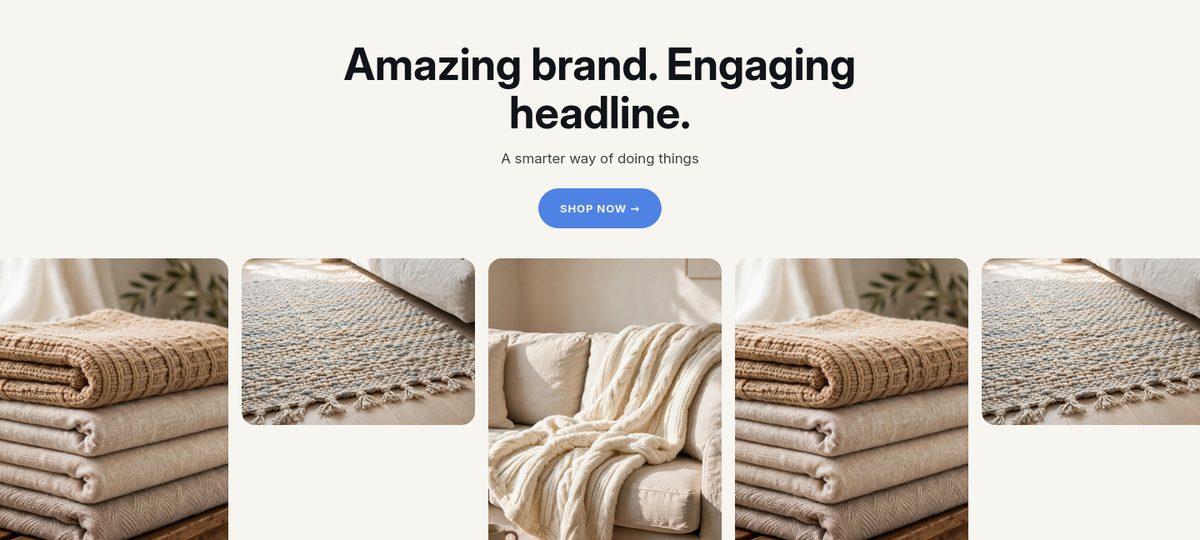 Amazing brand. Engaging
headline.
A smarter way of doing things
SHOP NOW →